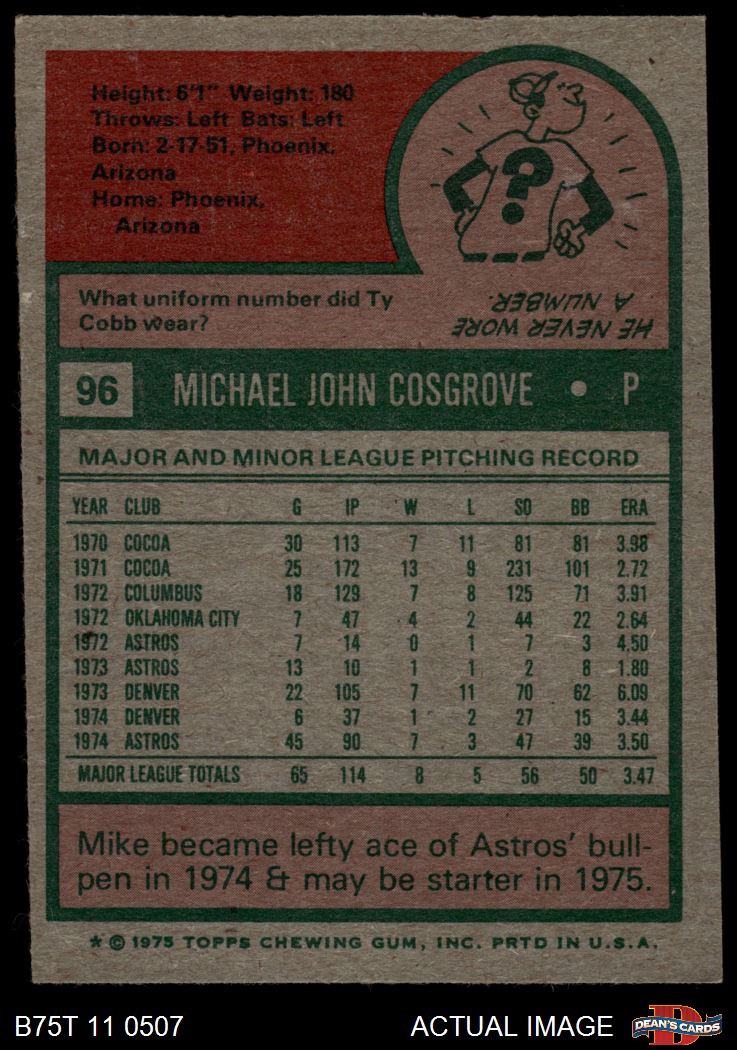 Height: 6'1" Weight: 180
Throws: Left Bats: Left
Born: 2-17-51, Phoenix,
Arizona
Home: Phoenix,
Arizona
?
What uniform number did Ty
Cobb wear?
HE NEVER WORE
A NUMBER.
96 MICHAEL JOHN COSGROVE • P
MAJOR AND MINOR LEAGUE PITCHING RECORD
YEAR CLUB G IP W L SO BB ERA
1970 COCOA 30 113 7 11 81 81 3.98
1971 COCOA 25 172 13 9 231 101 2.72
1972 COLUMBUS 18 129 7 8 125 71 3.91
1972 OKLAHOMA CITY 7 47 4 2 44 22 2.64
1972 ASTROS 7 14 0 1 7 3 4.50
1973 ASTROS 13 10 1 1 2 8 1.80
1973 DENVER 22 105 7 11 70 62 6.09
1974 DENVER 6 37 1 2 27 15 3.44
1974 ASTROS 45 90 7 3 47 39 3.50
MAJOR LEAGUE TOTALS 65 114 8 5 56 50 3.47
Mike became lefty ace of Astros' bull-
pen in 1974 & may be starter in 1975.
* © 1975 TOPPS CHEWING GUM, INC. PRTD IN U.S.A.
B75T 11 0507 ACTUAL IMAGE DEAN'S CARDS